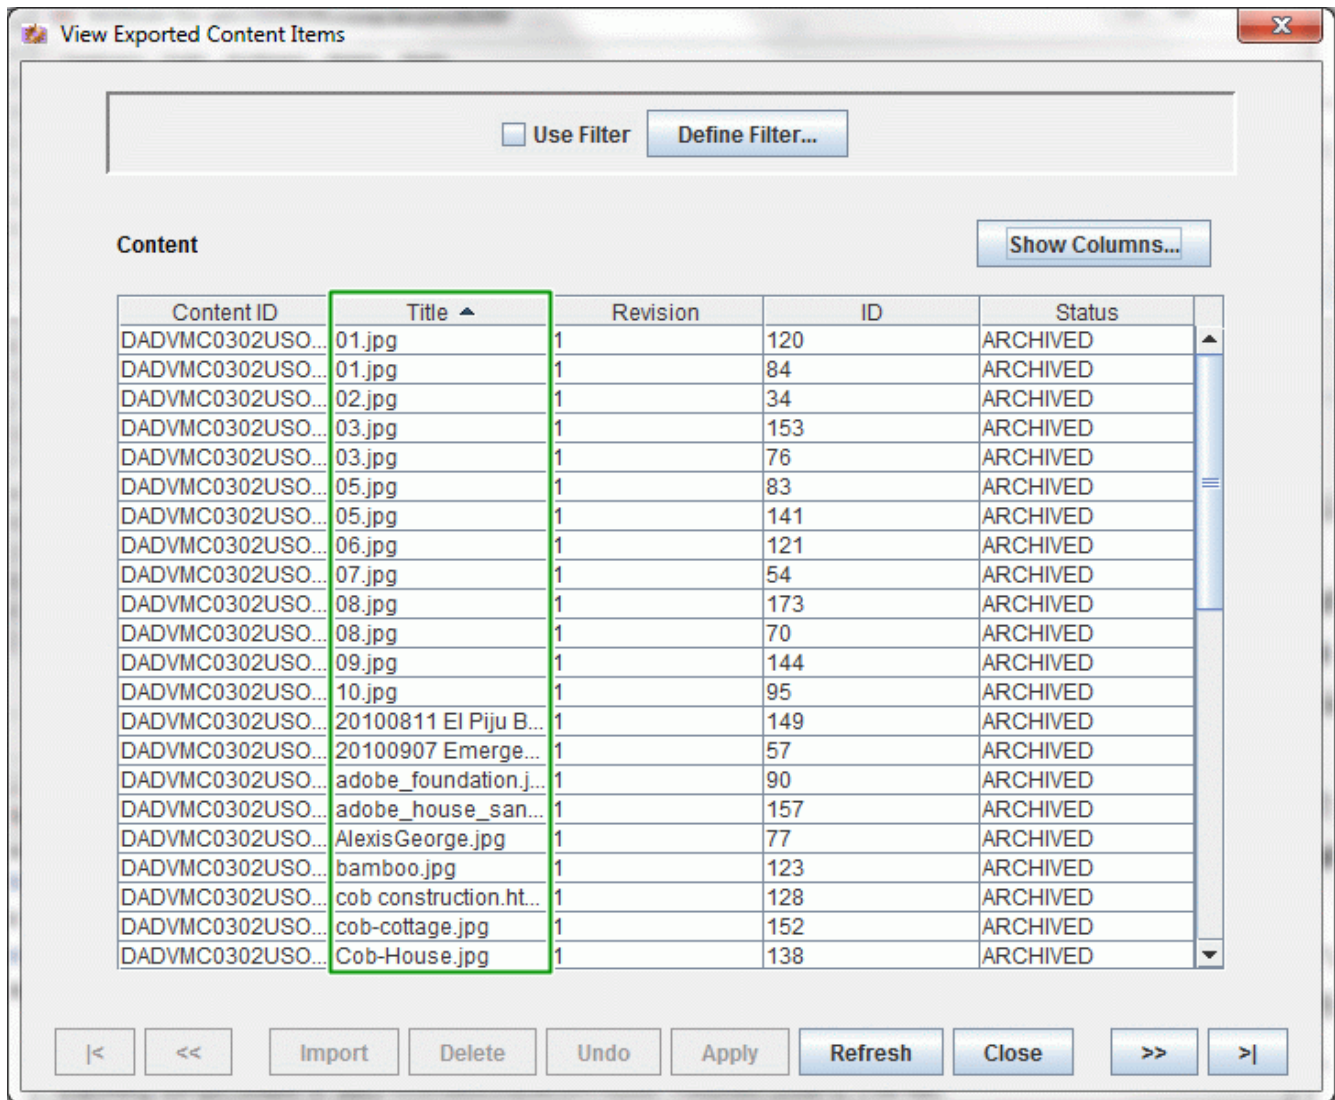 View Exported Content Items
Use Filter Define Filter...
Content Show Columns...
Content ID Title Revision ID Status
DADVMC0302USO... 01.jpg 1 120 ARCHIVED
DADVMC0302USO... 01.jpg 1 84 ARCHIVED
DADVMC0302USO... 02.jpg 1 34 ARCHIVED
DADVMC0302USO... 03.jpg 1 153 ARCHIVED
DADVMC0302USO... 03.jpg 1 76 ARCHIVED
DADVMC0302USO... 05.jpg 1 83 ARCHIVED
DADVMC0302USO... 05.jpg 1 141 ARCHIVED
DADVMC0302USO... 06.jpg 1 121 ARCHIVED
DADVMC0302USO... 07.jpg 1 54 ARCHIVED
DADVMC0302USO... 08.jpg 1 173 ARCHIVED
DADVMC0302USO... 08.jpg 1 70 ARCHIVED
DADVMC0302USO... 09.jpg 1 144 ARCHIVED
DADVMC0302USO... 10.jpg 1 95 ARCHIVED
DADVMC0302USO... 20100811 El Piju B... 1 149 ARCHIVED
DADVMC0302USO... 20100907 Emerge... 1 57 ARCHIVED
DADVMC0302USO... adobe_foundation.j... 1 90 ARCHIVED
DADVMC0302USO... adobe_house_san... 1 157 ARCHIVED
DADVMC0302USO... AlexisGeorge.jpg 1 77 ARCHIVED
DADVMC0302USO... bamboo.jpg 1 123 ARCHIVED
DADVMC0302USO... cob construction.ht... 1 128 ARCHIVED
DADVMC0302USO... cob-cottage.jpg 1 152 ARCHIVED
DADVMC0302USO... Cob-House.jpg 1 138 ARCHIVED
|< << Import Delete Undo Apply Refresh Close >> >|